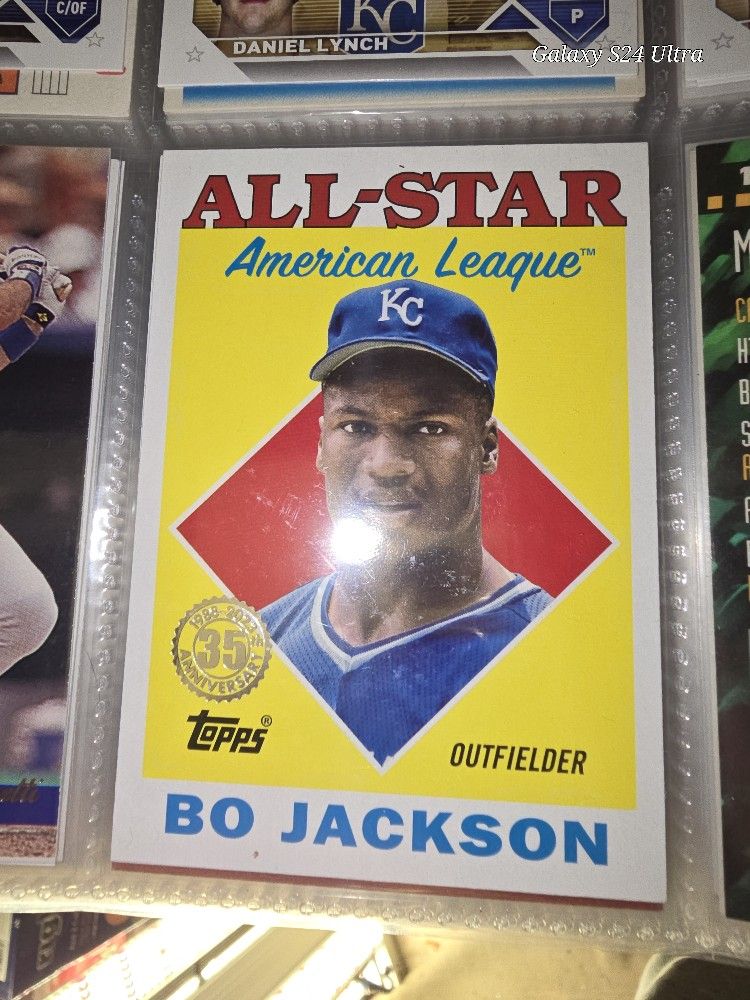 C/OF
KC
P
DANIEL LYNCH
Galaxy S24 Ultra
ALL-STAR
American League™
KC
1988-2023
35TH
ANNIVERSARY
Topps®
OUTFIELDER
BO JACKSON